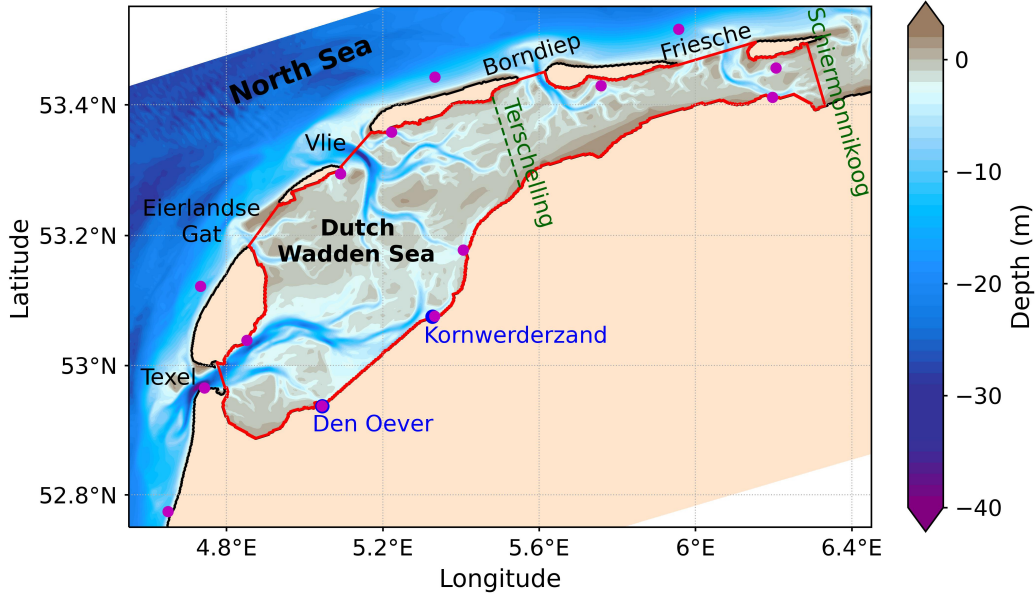 North Sea
Borndiep
Friesche
Schiermonnikoog
Vlie
Terschelling
Eierlandse
Gat
Dutch
Wadden Sea
Kornwerderzand
Texel
Den Oever
53.4°N
53.2°N
53°N
52.8°N
Latitude
4.8°E
5.2°E
5.6°E
6°E
6.4°E
Longitude
0
−10
−20
−30
−40
Depth (m)